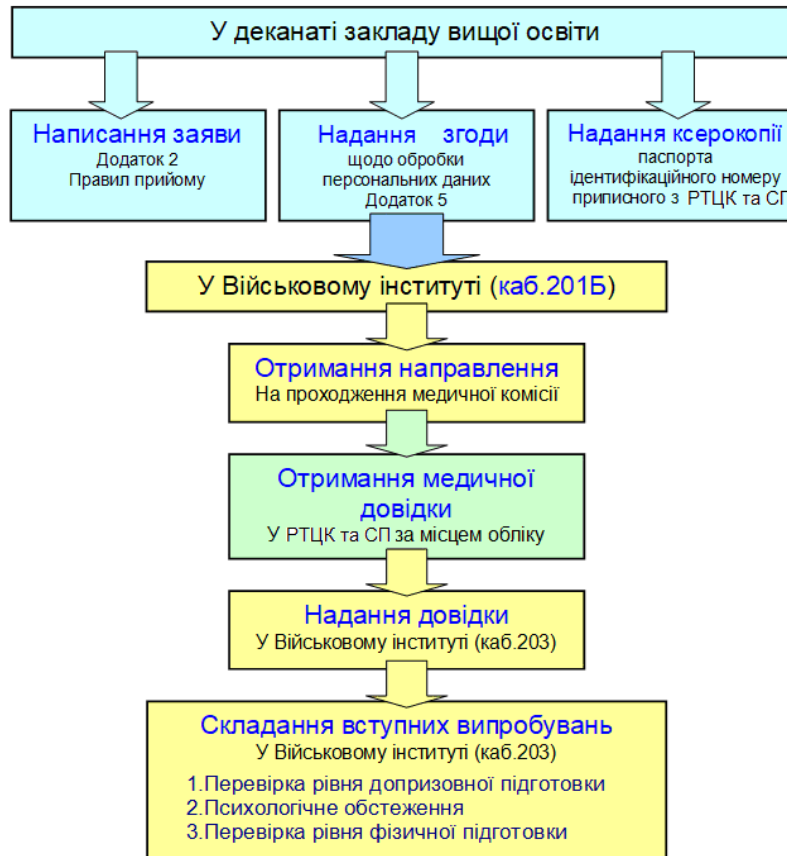 У деканаті закладу вищої освіти
Написання заяви
Додаток 2
Правил прийому
Надання згоди
щодо обробки
персональних даних
Додаток 5
Надання ксерокопії
паспорта
ідентифікаційного номеру
приписного з РТЦК та СП
У Військовому інституті (каб.201Б)
Отримання направлення
На проходження медичної комісії
Отримання медичної
довідки
У РТЦК та СП за місцем обліку
Надання довідки
У Військовому інституті (каб.203)
Складання вступних випробувань
У Військовому інституті (каб.203)
1.Перевірка рівня допризовної підготовки
2.Психологічне обстеження
3.Перевірка рівня фізичної підготовки